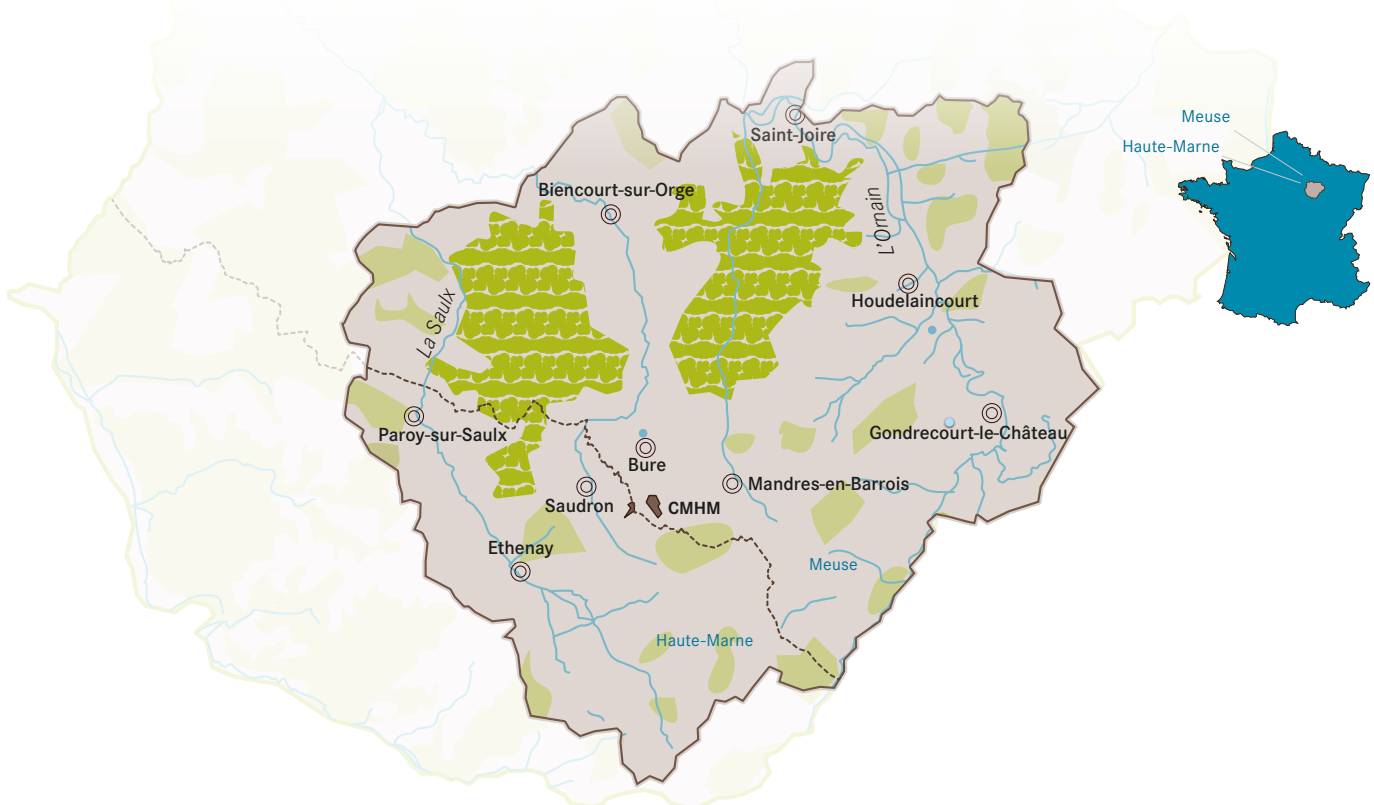 Meuse
Haute-Marne
Saint-Joire
Biencourt-sur-Orge
L'Ornain
Houdelaincourt
La Saulx
Paroy-sur-Saulx
Gondrecourt-le-Château
Bure
Mandres-en-Barrois
Saudron
CMHM
Ethenay
Meuse
Haute-Marne